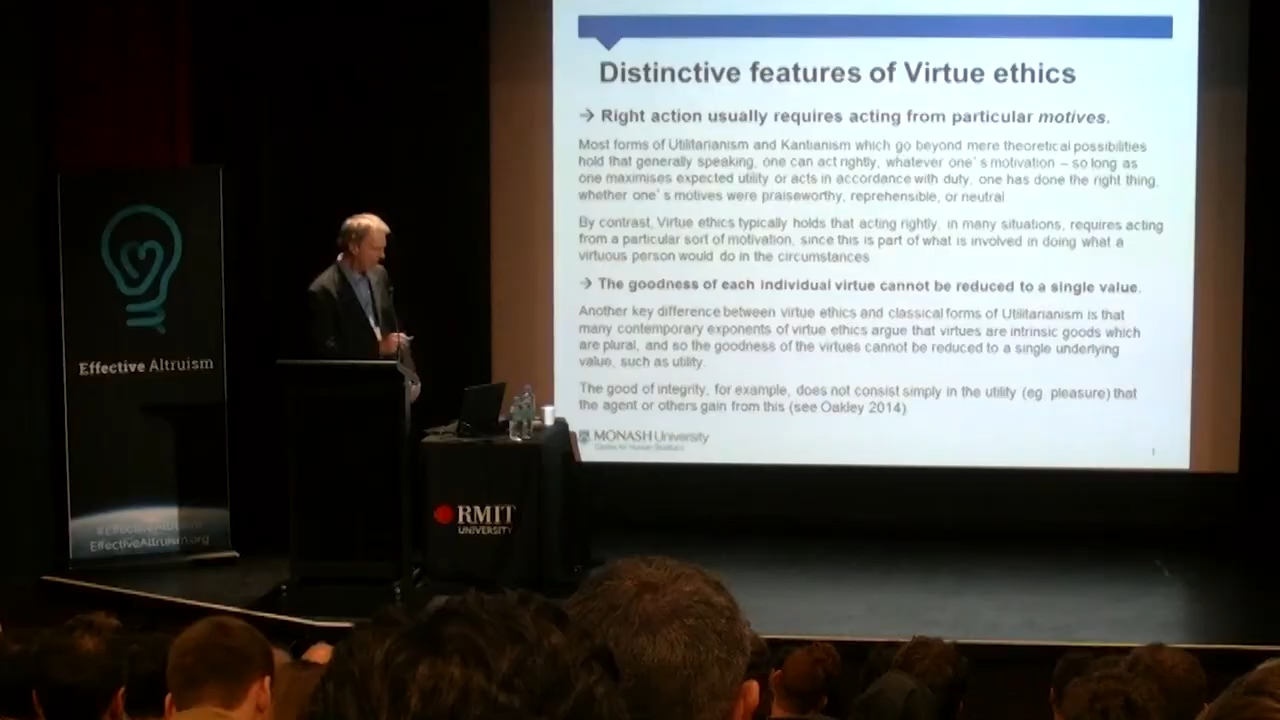 Distinctive features of Virtue ethics
→ Right action usually requires acting from particular motives.
Most forms of Utilitarianism and Kantianism which go beyond mere theoretical possibilities
hold that generally speaking, one can act rightly, whatever one's motivation – so long as
one maximises expected utility or acts in accordance with duty, one has done the right thing,
whether one's motives were praiseworthy, reprehensible, or neutral
By contrast, Virtue ethics typically holds that acting rightly, in many situations, requires acting
from a particular sort of motivation, since this is part of what is involved in doing what a
virtuous person would do in the circumstances
→ The goodness of each individual virtue cannot be reduced to a single value.
Another key difference between virtue ethics and classical forms of Utilitarianism is that
many contemporary exponents of virtue ethics argue that virtues are intrinsic goods which
are plural, and so the goodness of the virtues cannot be reduced to a single underlying
value, such as utility.
The good of integrity, for example, does not consist simply in the utility (eg. pleasure) that
the agent or others gain from this (see Oakley 2014)
MONASH University
1
Effective Altruism
#EffectiveAltruism
EffectiveAltruism.org
RMIT
UNIVERSITY